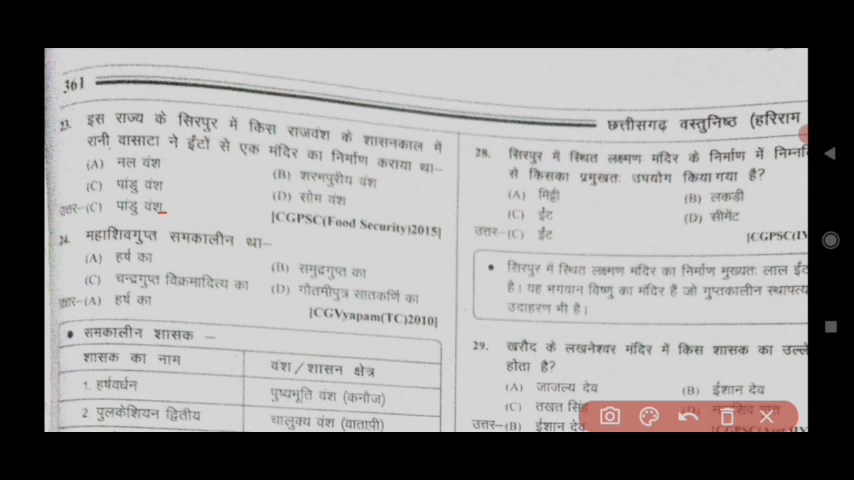 361
23. इस राज्य के सिरपुर में किस राजवंश के शासनकाल में
रानी वासाटा ने ईंटों से एक मंदिर का निर्माण कराया था–
(A) नल वंश
(B) शरभपुरीय वंश
(C) पांडु वंश
(D) सोम वंश
उत्तर–(C) पांडु वंश
[CGPSC(Food Security)2015]
24. महाशिवगुप्त समकालीन था–
(A) हर्ष का
(B) समुद्रगुप्त का
(C) चन्द्रगुप्त विक्रमादित्य का
(D) गौतमीपुत्र सातकर्णि का
उत्तर–(A) हर्ष का
[CGVyapam(TC)2010]
• समकालीन शासक –
शासक का नाम
वंश/शासन क्षेत्र
1. हर्षवर्धन
पुष्यभूति वंश (कनौज)
2 पुलकेशियन द्वितीय
चालुक्य वंश (वातापी)
छत्तीसगढ़ वस्तुनिष्ठ (हरिराम
28. सिरपुर में स्थित लक्ष्मण मंदिर के निर्माण में
से किसका प्रमुखतः उपयोग किया गया है?
(A) मिट्टी
(B) लकड़ी
(C) ईंट
(D) सीमेंट
उत्तर–(C) ईंट
• सिरपुर में स्थित लक्ष्मण मंदिर का निर्माण मुख्यतः लाल ईंट
है। यह भगवान विष्णु का मंदिर है जो गुप्तकालीन स्थापत्य
उदाहरण भी है।
29. खरौद के लखनेश्वर मंदिर में किस शासक का
होता है?
(A) जाजल्य देव
(B) ईशान देव
(C) तखत सिंह
उत्तर–(B) ईशान देव